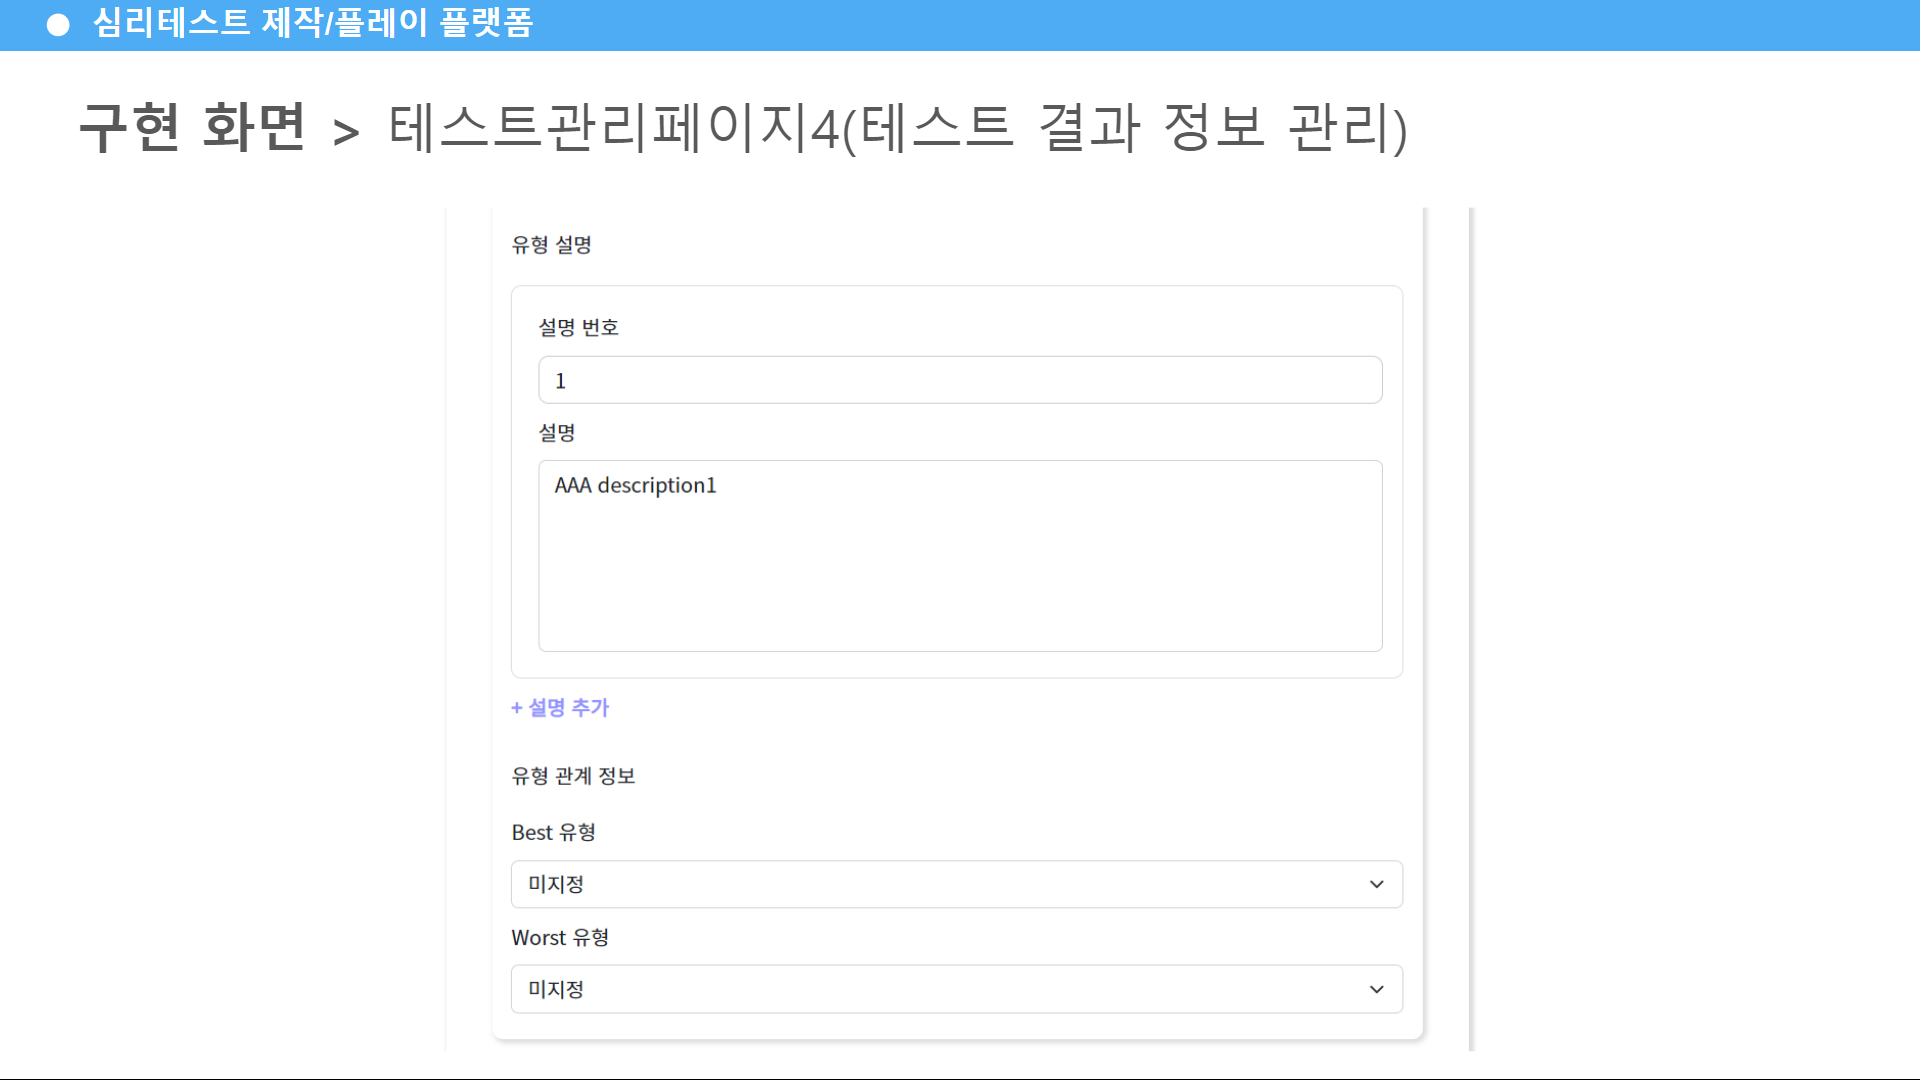 심리테스트 제작/플레이 플랫폼
구현 화면 > 테스트관리페이지4(테스트 결과 정보 관리)
유형 설명
설명 번호
1
설명
AAA description1
+ 설명 추가
유형 관계 정보
Best 유형
미지정
Worst 유형
미지정